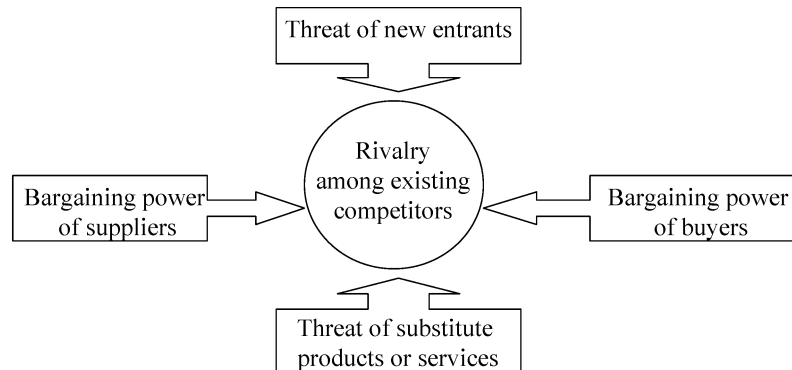 Threat of new entrants
Rivalry
among existing
competitors
Bargaining power
of suppliers
Bargaining power
of buyers
Threat of substitute
products or services